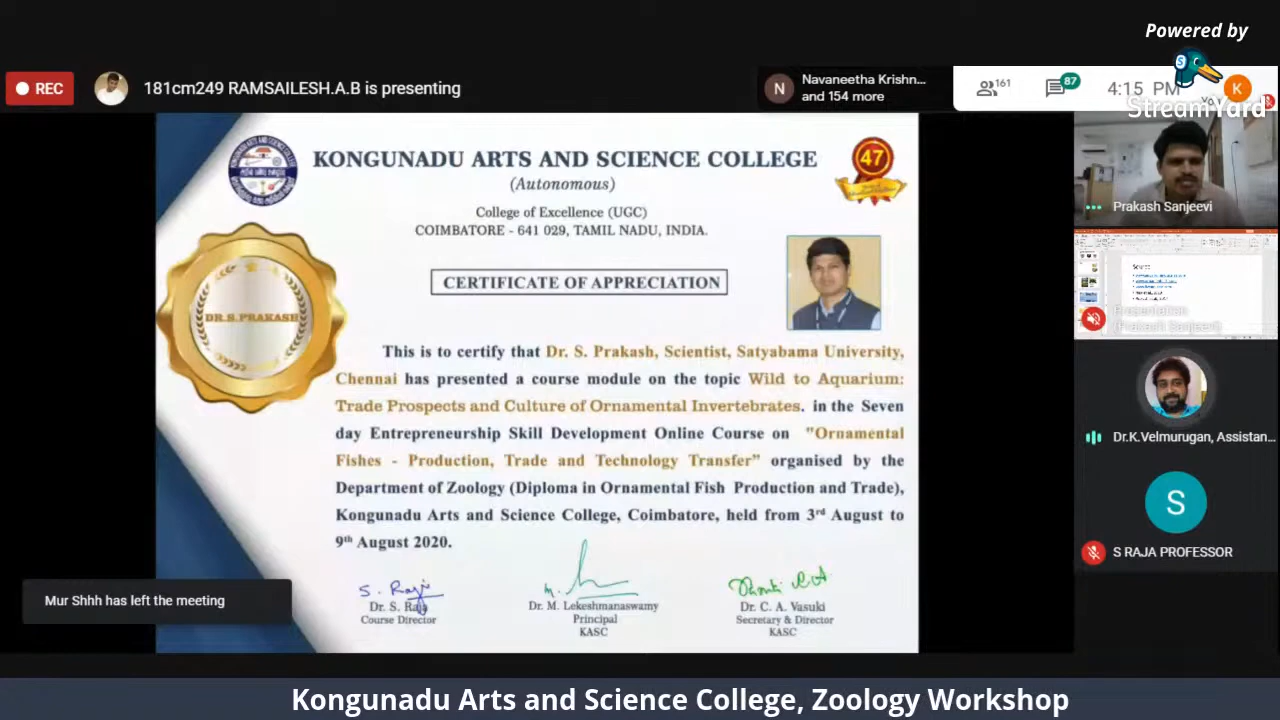 Powered by
StreamYard
REC
181cm249 RAMSAILESH.A.B is presenting
N
Navaneetha Krishn...
and 154 more
161
87
4:15 PM
K
KONGUNADU ARTS AND SCIENCE COLLEGE
(Autonomous)
College of Excellence (UGC)
COIMBATORE - 641 029, TAMIL NADU, INDIA.
47
CERTIFICATE OF APPRECIATION
DR.S.PRAKASH
This is to certify that Dr. S. Prakash, Scientist, Satyabama University,
Chennai has presented a course module on the topic Wild to Aquarium:
Trade Prospects and Culture of Ornamental Invertebrates. in the Seven
day Entrepreneurship Skill Development Online Course on "Ornamental
Fishes - Production, Trade and Technology Transfer" organised by the
Department of Zoology (Diploma in Ornamental Fish Production and Trade),
Kongunadu Arts and Science College, Coimbatore, held from 3rd August to
9th August 2020.
S. Raja
Dr. S. Raja
Course Director
Dr. M. Lekeshmanaswamy
Principal
KASC
Dr. C. A. Vasuki
Secretary & Director
KASC
Prakash Sanjeevi
Presentation
(Prakash Sanjeevi)
Dr.K.Velmurugan, Assistan...
S
S RAJA PROFESSOR
Mur Shhh has left the meeting
Kongunadu Arts and Science College, Zoology Workshop